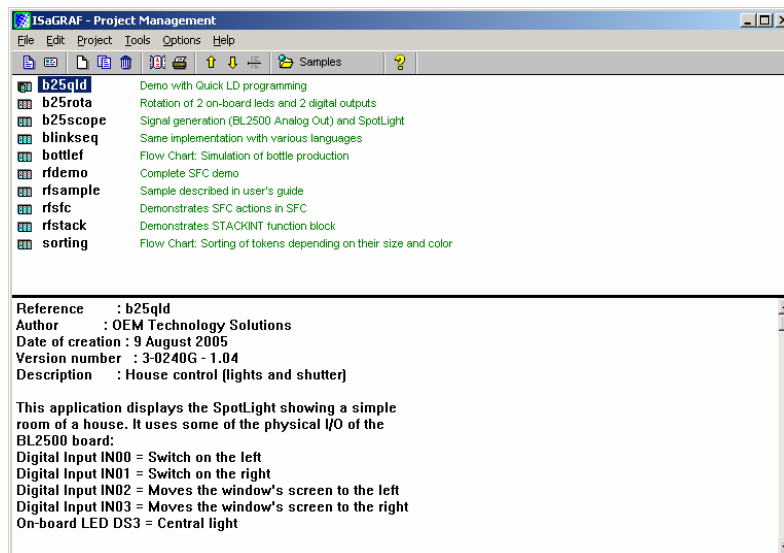 ISaGRAF - Project Management
File Edit Project Tools Options Help
Samples
b25qld Demo with Quick LD programming
b25rota Rotation of 2 on-board leds and 2 digital outputs
b25scope Signal generation (BL2500 Analog Out) and SpotLight
blinkseq Same implementation with various languages
bottlef Flow Chart: Simulation of bottle production
rfdemo Complete SFC demo
rfsample Sample described in user's guide
rfsfc Demonstrates SFC actions in SFC
rfstack Demonstrates STACKINT function block
sorting Flow Chart: Sorting of tokens depending on their size and color
Reference : b25qld
Author : OEM Technology Solutions
Date of creation : 9 August 2005
Version number : 3-0240G - 1.04
Description : House control (lights and shutter)
This application displays the SpotLight showing a simple
room of a house. It uses some of the physical I/O of the
BL2500 board:
Digital Input IN00 = Switch on the left
Digital Input IN01 = Switch on the right
Digital Input IN02 = Moves the window's screen to the left
Digital Input IN03 = Moves the window's screen to the right
On-board LED DS3 = Central light